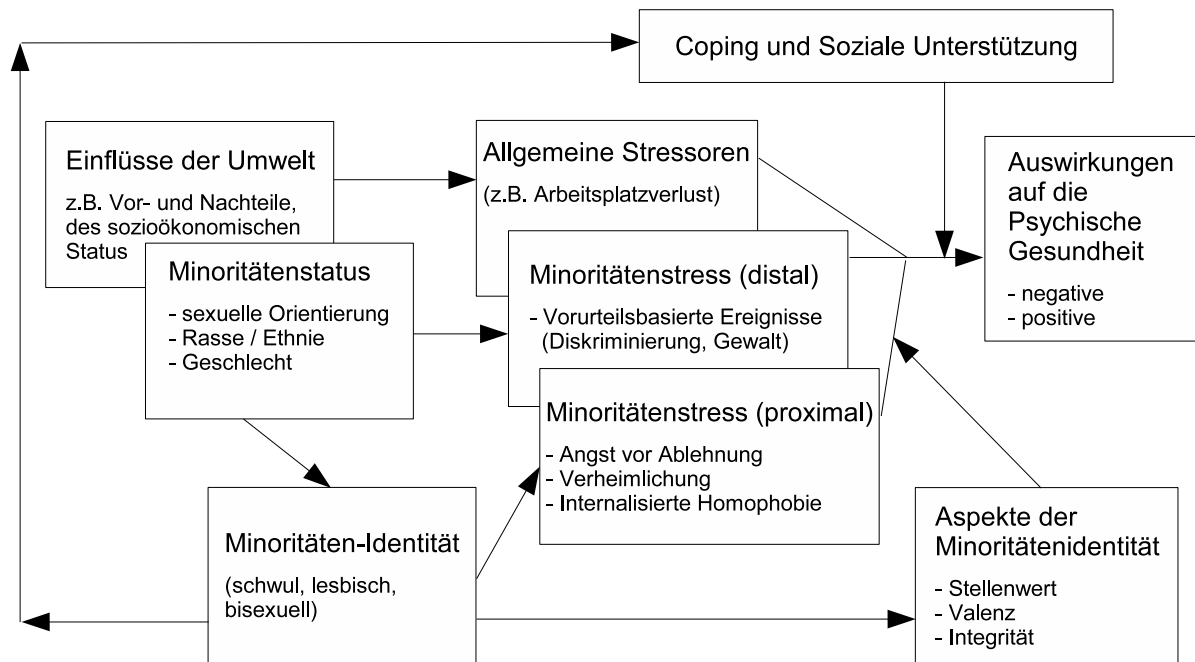 Coping und Soziale Unterstützung
Einflüsse der Umwelt
z.B. Vor- und Nachteile,
des sozioökonomischen
Status
Minoritätenstatus
- sexuelle Orientierung
- Rasse / Ethnie
- Geschlecht
Allgemeine Stressoren
(z.B. Arbeitsplatzverlust)
Minoritätenstress (distal)
- Vorurteilsbasierte Ereignisse
(Diskriminierung, Gewalt)
Minoritätenstress (proximal)
- Angst vor Ablehnung
- Verheimlichung
- Internalisierte Homophobie
Auswirkungen
auf die
Psychische
Gesundheit
- negative
- positive
Minoritäten-Identität
(schwul, lesbisch,
bisexuell)
Aspekte der
Minoritätenidentität
- Stellenwert
- Valenz
- Integrität